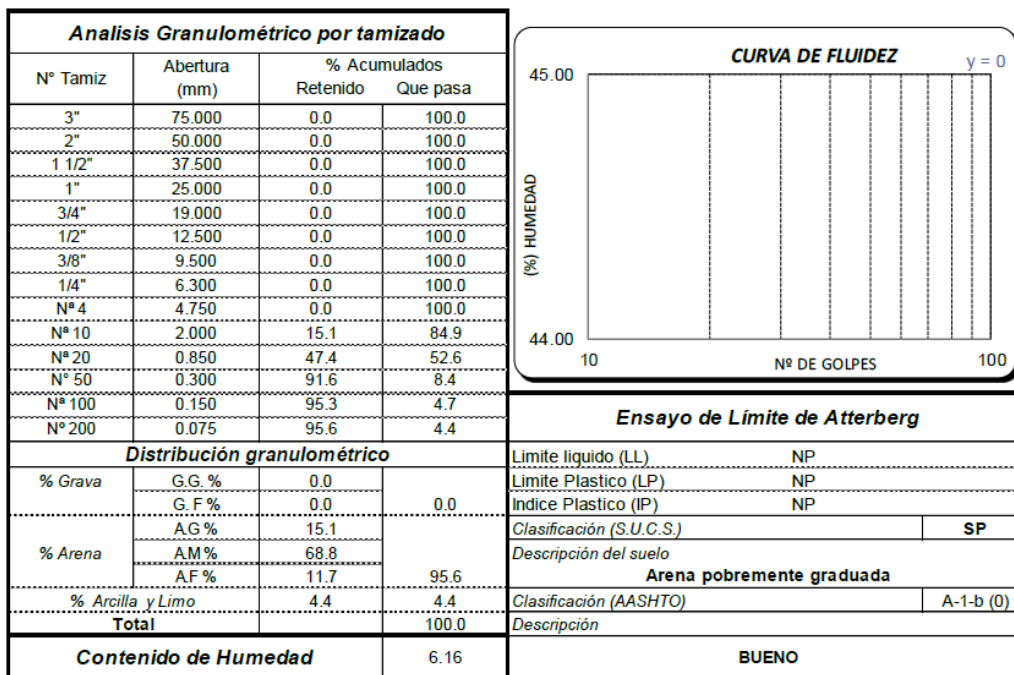 Analisis Granulométrico por tamizado
N° Tamiz Abertura (mm) % Acumulados
Retenido Que pasa
3" 75.000 0.0 100.0
2" 50.000 0.0 100.0
1 1/2" 37.500 0.0 100.0
1" 25.000 0.0 100.0
3/4" 19.000 0.0 100.0
1/2" 12.500 0.0 100.0
3/8" 9.500 0.0 100.0
1/4" 6.300 0.0 100.0
Nª 4 4.750 0.0 100.0
Nª 10 2.000 15.1 84.9
Nª 20 0.850 47.4 52.6
N° 50 0.300 91.6 8.4
Nª 100 0.150 95.3 4.7
Nº 200 0.075 95.6 4.4
Distribución granulométrico
% Grava G.G. % 0.0
G. F % 0.0 0.0
% Arena A.G % 15.1
A.M % 68.8
A.F % 11.7 95.6
% Arcilla y Limo 4.4 4.4
Total 100.0
Contenido de Humedad 6.16
CURVA DE FLUIDEZ
y = 0
45.00
(%) HUMEDAD
44.00
10 100
Nº DE GOLPES
Ensayo de Límite de Atterberg
Limite liquido (LL) NP
Limite Plastico (LP) NP
Indice Plastico (IP) NP
Clasificación (S.U.C.S.) SP
Descripción del suelo
Arena pobremente graduada
Clasificación (AASHTO) A-1-b (0)
Descripción
BUENO